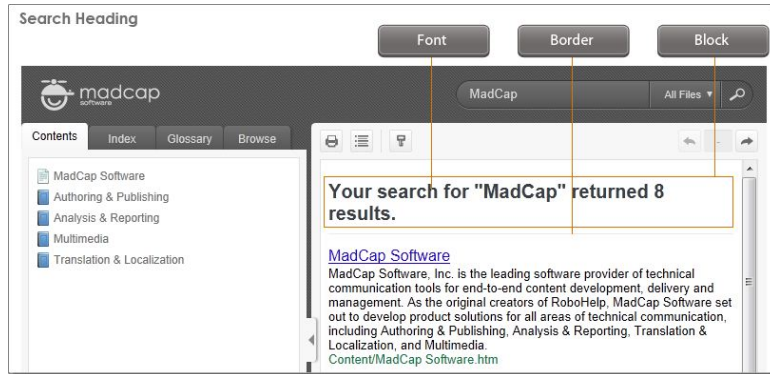 Search Heading
Font
Border
Block
madcap
software
MadCap
All Files
Contents
Index
Glossary
Browse
MadCap Software
Authoring & Publishing
Analysis & Reporting
Multimedia
Translation & Localization
Your search for "MadCap" returned 8
results.
MadCap Software
MadCap Software, Inc. is the leading software provider of technical
communication tools for end-to-end content development, delivery and
management. As the original creators of RoboHelp, MadCap Software set
out to develop product solutions for all areas of technical communication,
including Authoring & Publishing, Analysis & Reporting, Translation &
Localization, and Multimedia.
Content/MadCap Software.htm